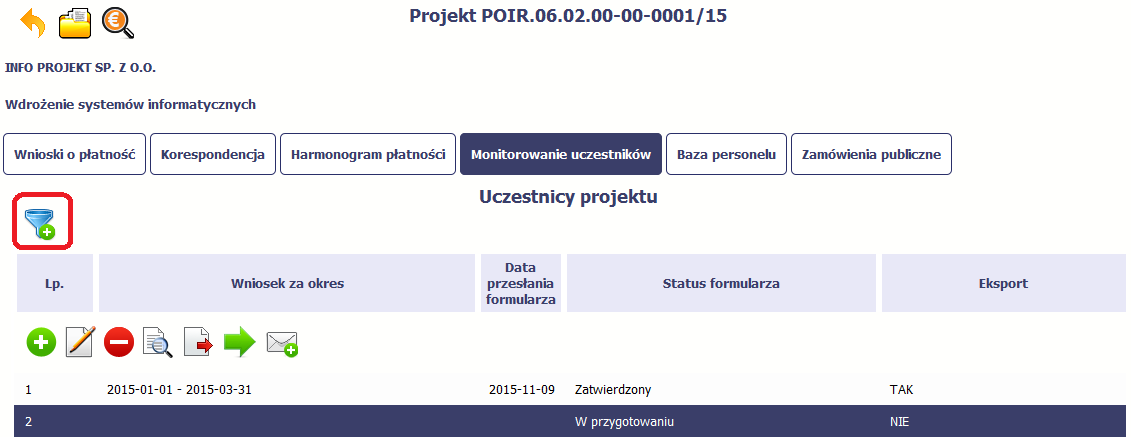 Projekt POIR.06.02.00-00-0001/15
INFO PROJEKT SP. Z O.O.
Wdrożenie systemów informatycznych
Wnioski o płatność Korespondencja Harmonogram płatności Monitorowanie uczestników Baza personelu Zamówienia publiczne
Uczestnicy projektu
Lp. Wniosek za okres Data przesłania formularza Status formularza Eksport
1 2015-01-01 - 2015-03-31 2015-11-09 Zatwierdzony TAK
2 W przygotowaniu NIE